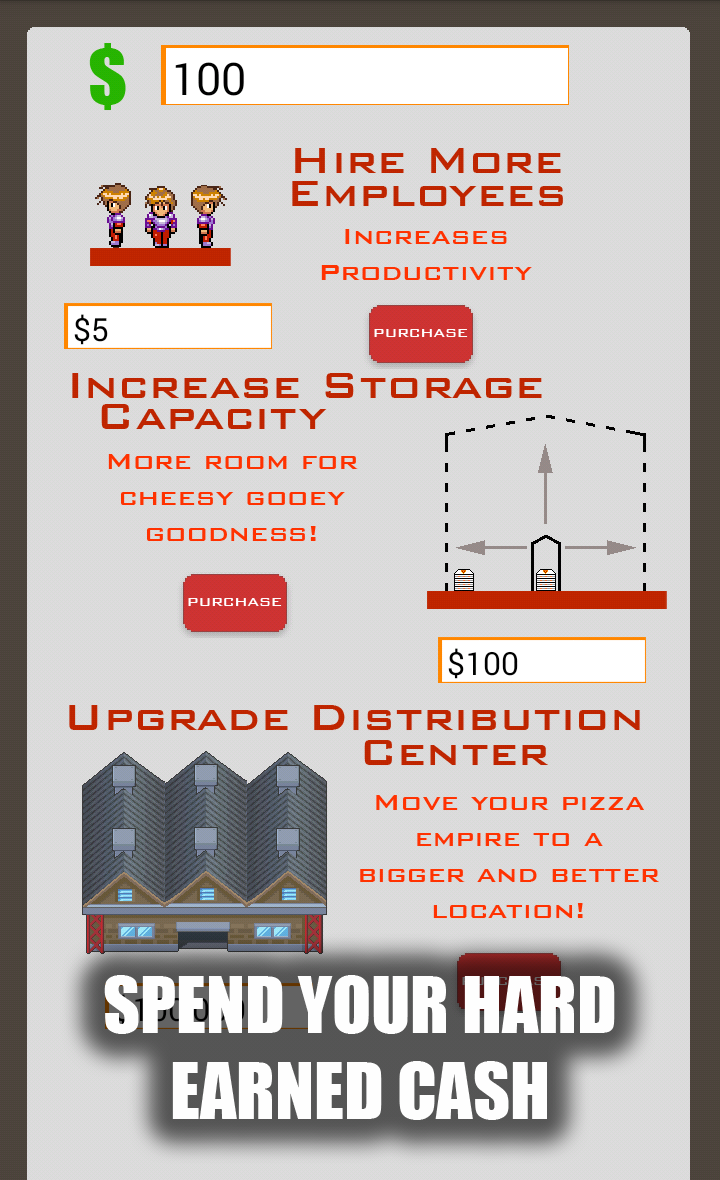 $ 100
HIRE MORE
EMPLOYEES
INCREASES
PRODUCTIVITY
$5
PURCHASE
INCREASE STORAGE
CAPACITY
MORE ROOM FOR
CHEESY GOOEY
GOODNESS!
PURCHASE
$100
UPGRADE DISTRIBUTION
CENTER
MOVE YOUR PIZZA
EMPIRE TO A
BIGGER AND BETTER
LOCATION!
SPEND YOUR HARD
EARNED CASH